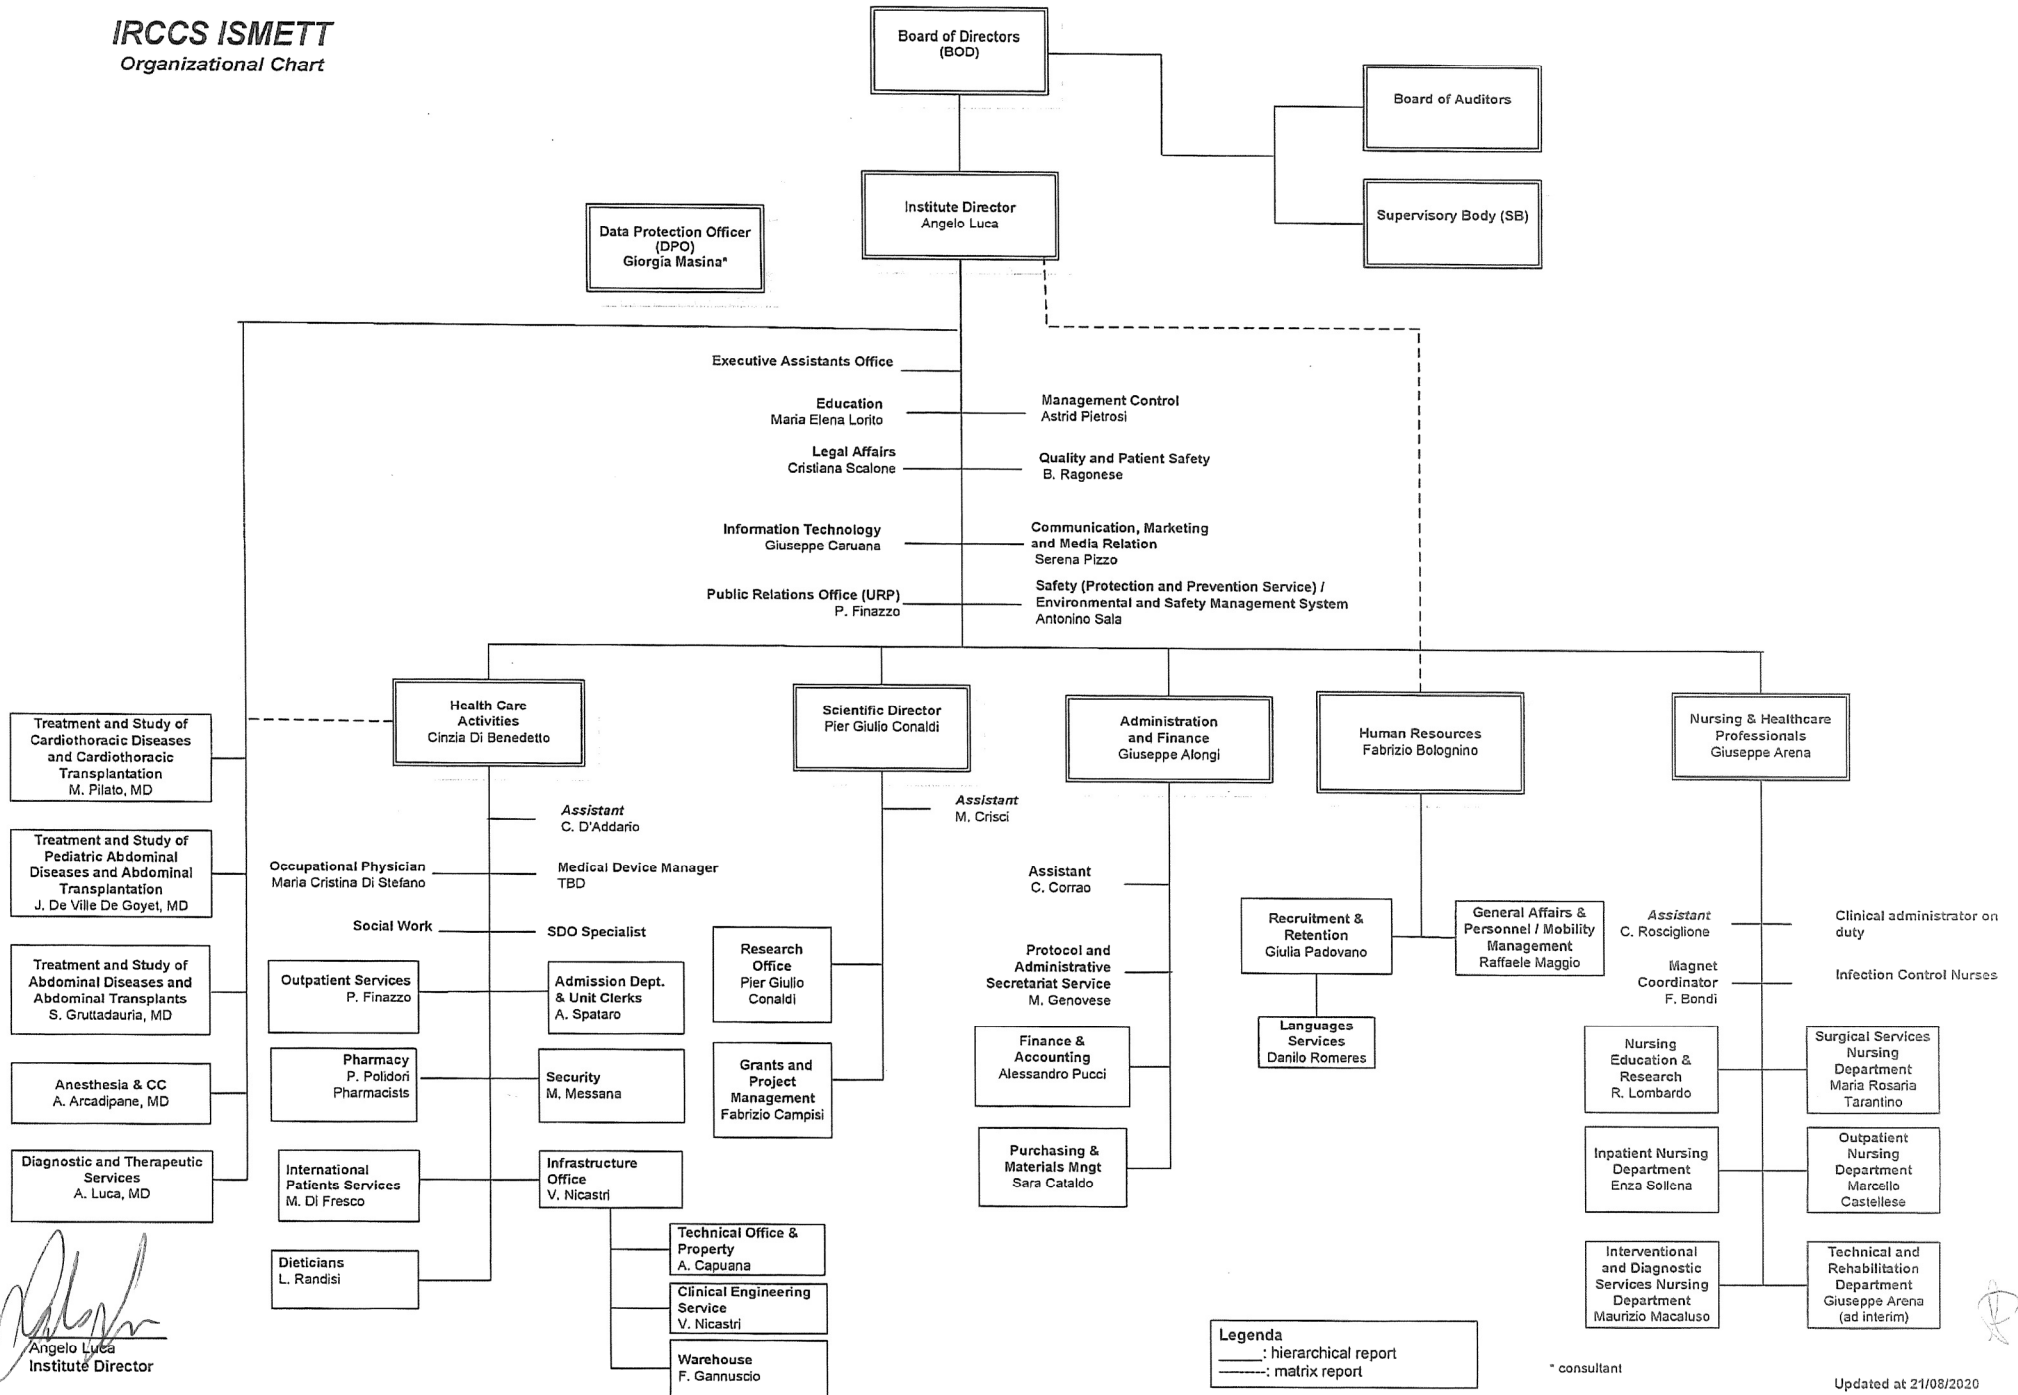 IRCCS ISMETT
Organizational Chart
Board of Directors
(BOD)
Board of Auditors
Supervisory Body (SB)
Institute Director
Angelo Luca
Data Protection Officer
(DPO)
Giorgia Masina*
Executive Assistants Office
Education
Maria Elena Lorito
Management Control
Astrid Pietrosi
Legal Affairs
Cristiana Scalone
Quality and Patient Safety
B. Ragonese
Information Technology
Giuseppe Caruana
Communication, Marketing
and Media Relation
Serena Pizzo
Public Relations Office (URP)
P. Finazzo
Safety (Protection and Prevention Service) /
Environmental and Safety Management System
Antonino Sala
Treatment and Study of
Cardiothoracic Diseases
and Cardiothoracic
Transplantation
M. Pilato, MD
Treatment and Study of
Pediatric Abdominal
Diseases and Abdominal
Transplantation
J. De Ville De Goyet, MD
Treatment and Study of
Abdominal Diseases and
Abdominal Transplants
S. Gruttadauria, MD
Anesthesia & CC
A. Arcadipane, MD
Diagnostic and Therapeutic
Services
A. Luca, MD
Health Care
Activities
Cinzia Di Benedetto
Assistant
C. D'Addario
Occupational Physician
Maria Cristina Di Stefano
Medical Device Manager
TBD
Social Work
SDO Specialist
Outpatient Services
P. Finazzo
Admission Dept.
& Unit Clerks
A. Spataro
Pharmacy
P. Polidori
Pharmacists
Security
M. Messana
International
Patients Services
M. Di Fresco
Infrastructure
Office
V. Nicastri
Dieticians
L. Randisi
Technical Office &
Property
A. Capuana
Clinical Engineering
Service
V. Nicastri
Warehouse
F. Gannuscio
Scientific Director
Pier Giulio Conaldi
Assistant
M. Crisci
Research
Office
Pier Giulio
Conaldi
Grants and
Project
Management
Fabrizio Campisi
Administration
and Finance
Giuseppe Alongi
Assistant
C. Corrao
Protocol and
Administrative
Secretariat Service
M. Genovese
Finance &
Accounting
Alessandro Pucci
Purchasing &
Materials Mngt
Sara Cataldo
Human Resources
Fabrizio Bolognino
Recruitment &
Retention
Giulia Padovano
General Affairs &
Personnel / Mobility
Management
Raffaele Maggio
Languages
Services
Danilo Romeres
Nursing & Healthcare
Professionals
Giuseppe Arena
Assistant
C. Rosciglione
Clinical administrator on
duty
Magnet
Coordinator
F. Bondi
Infection Control Nurses
Nursing
Education &
Research
R. Lombardo
Surgical Services
Nursing
Department
Maria Rosaria
Tarantino
Inpatient Nursing
Department
Enza Sollena
Outpatient
Nursing
Department
Marcello
Castellese
Interventional
and Diagnostic
Services Nursing
Department
Maurizio Macaluso
Technical and
Rehabilitation
Department
Giuseppe Arena
(ad interim)
Angelo Luca
Institute Director
Legenda
_____: hierarchical report
-------: matrix report
* consultant
Updated at 21/08/2020